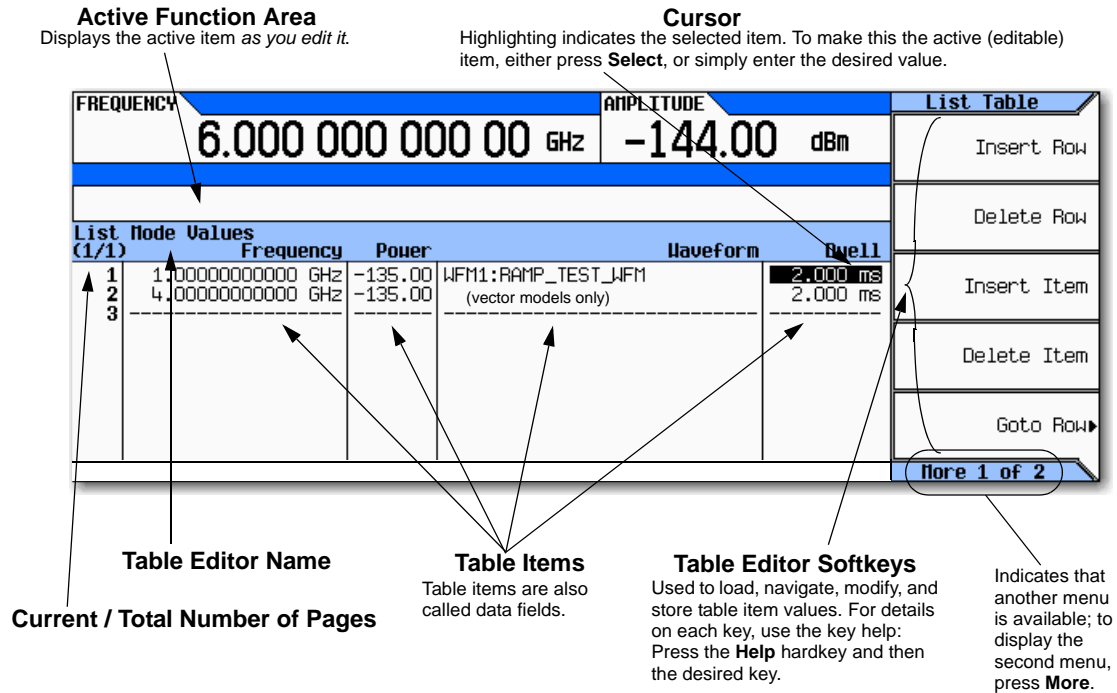 Active Function Area
Displays the active item as you edit it.
Cursor
Highlighting indicates the selected item. To make this the active (editable)
item, either press Select, or simply enter the desired value.
FREQUENCY
6.000 000 000 00 GHz
AMPLITUDE
-144.00 dBm
List Table
Insert Row
Delete Row
Insert Item
Delete Item
Goto Row
More 1 of 2
List Mode Values
(1/1) Frequency Power Waveform Dwell
1 1.00000000000 GHz -135.00 WFM1:RAMP_TEST_WFM 2.000 ms
2 4.00000000000 GHz -135.00 (vector models only) 2.000 ms
3 -------------------- ------- ------------------------------ ----------
Table Editor Name
Current / Total Number of Pages
Table Items
Table items are also
called data fields.
Table Editor Softkeys
Used to load, navigate, modify, and
store table item values. For details
on each key, use the key help:
Press the Help hardkey and then
the desired key.
Indicates that
another menu
is available; to
display the
second menu,
press More.